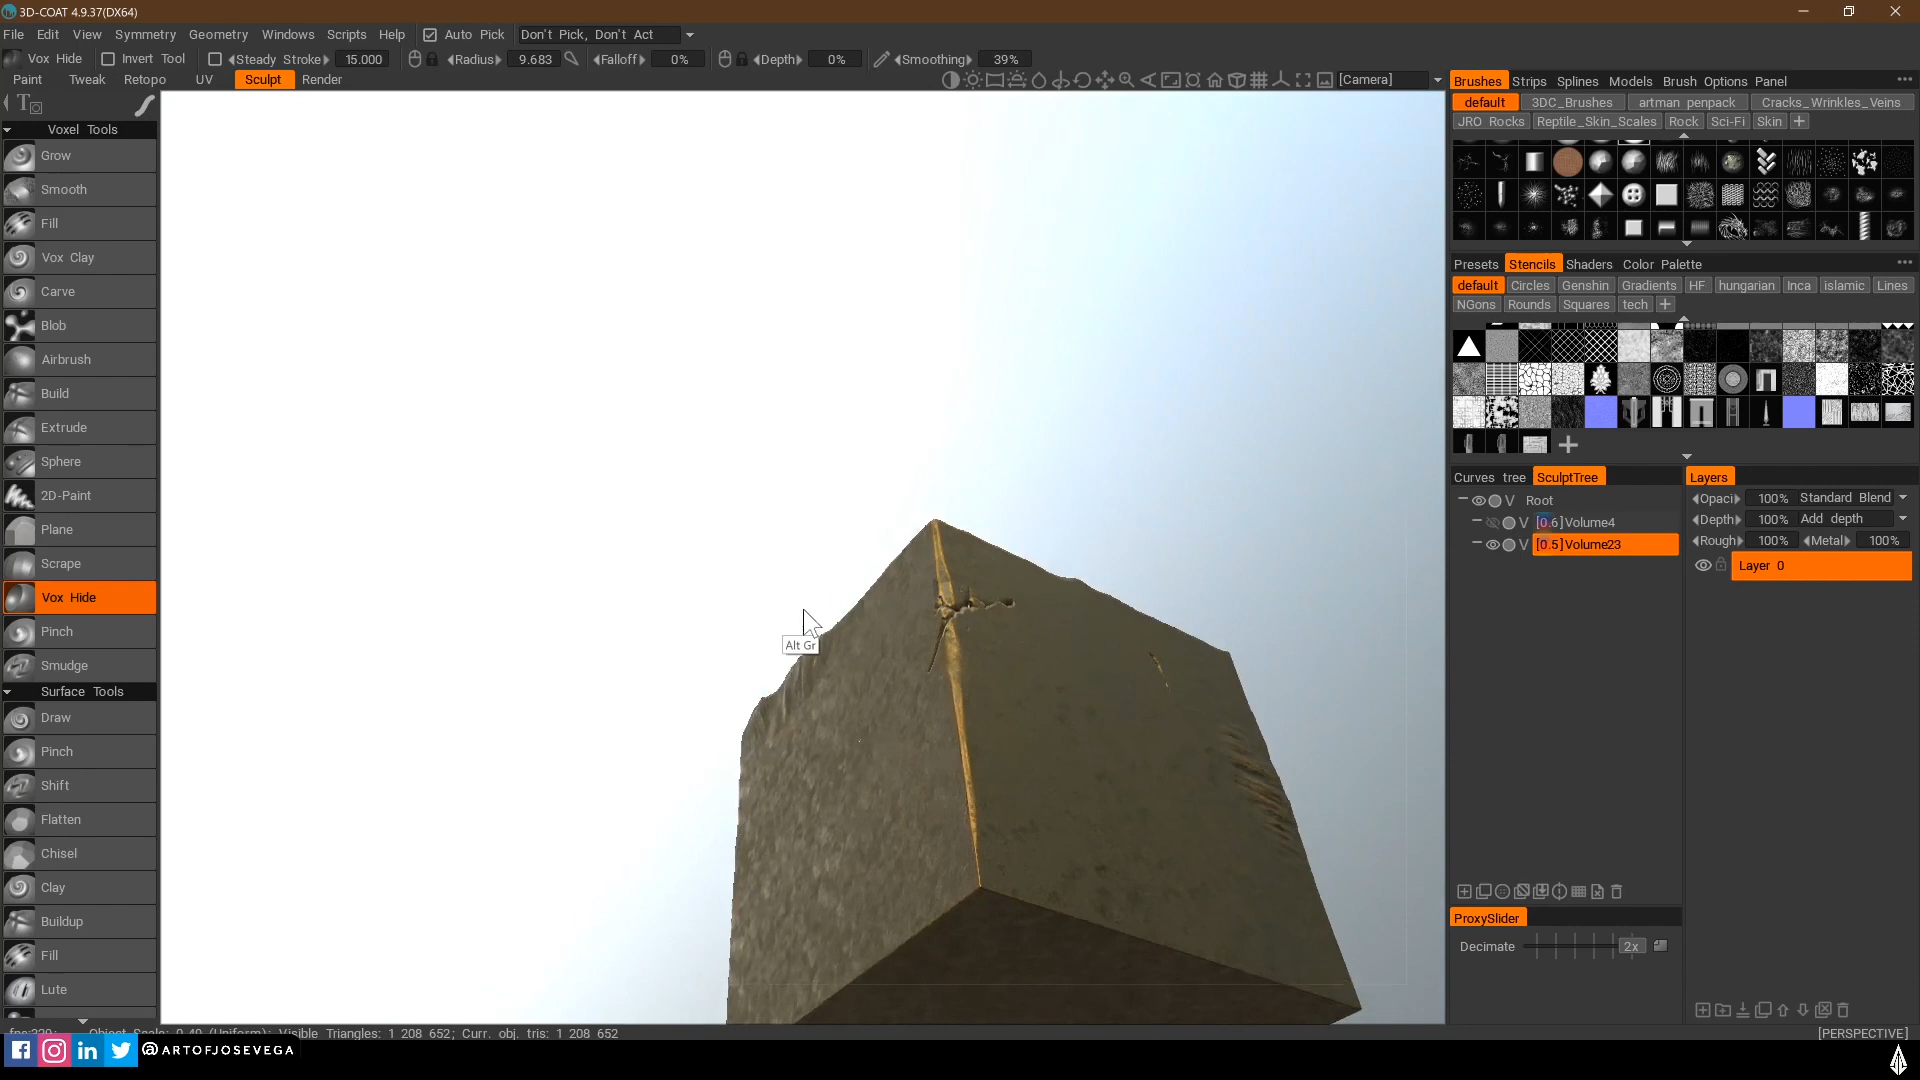 3D-COAT 4.9.37(DX64)
File Edit View Symmetry Geometry Windows Scripts Help Auto Pick Don't Pick, Don't Act
Vox Hide Invert Tool Steady Stroke 15.000 Radius 9.683 Falloff 0% Depth 0% Smoothing 39%
Paint Tweak Retopo UV Sculpt Render [Camera]
Brushes Strips Splines Models Brush Options Panel
default 3DC_Brushes artman penpack Cracks_Wrinkles_Veins
JRO Rocks Reptile_Skin_Scales Rock Sci-Fi Skin
Voxel Tools
Grow
Smooth
Fill
Vox Clay
Carve
Blob
Airbrush
Build
Extrude
Sphere
2D-Paint
Plane
Scrape
Vox Hide
Pinch
Smudge
Surface Tools
Draw
Pinch
Shift
Flatten
Chisel
Clay
Buildup
Fill
Lute
Alt Gr
Presets Stencils Shaders Color Palette
default Circles Genshin Gradients HF hungarian Inca islamic Lines
NGons Rounds Squares tech
Curves tree SculptTree
V Root
V [0.6]Volume4
V [0.5]Volume23
Layers
Opaci 100% Standard Blend
Depth 100% Add depth
Rough 100% Metal 100%
Layer 0
ProxySlider
Decimate 2x
Object Scale: 0.40 (Uniform); Visible Triangles: 1 208 652; Curr. obj. tris: 1 208 652
[PERSPECTIVE]
@ARTOFJOSEVEGA